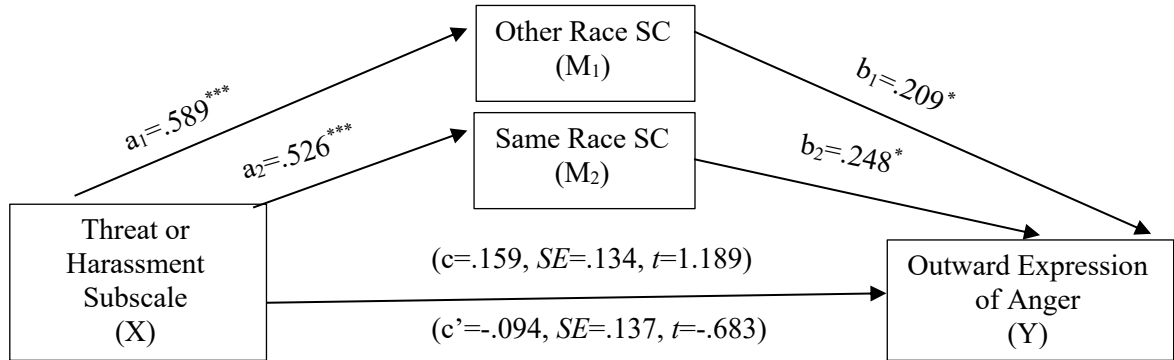 Other Race SC
(M₁)
a₁=.589***
b₁=.209*
Same Race SC
(M₂)
a₂=.526***
b₂=.248*
Threat or
Harassment
Subscale
(X)
(c=.159, SE=.134, t=1.189)
(c’=-.094, SE=.137, t=-.683)
Outward Expression
of Anger
(Y)